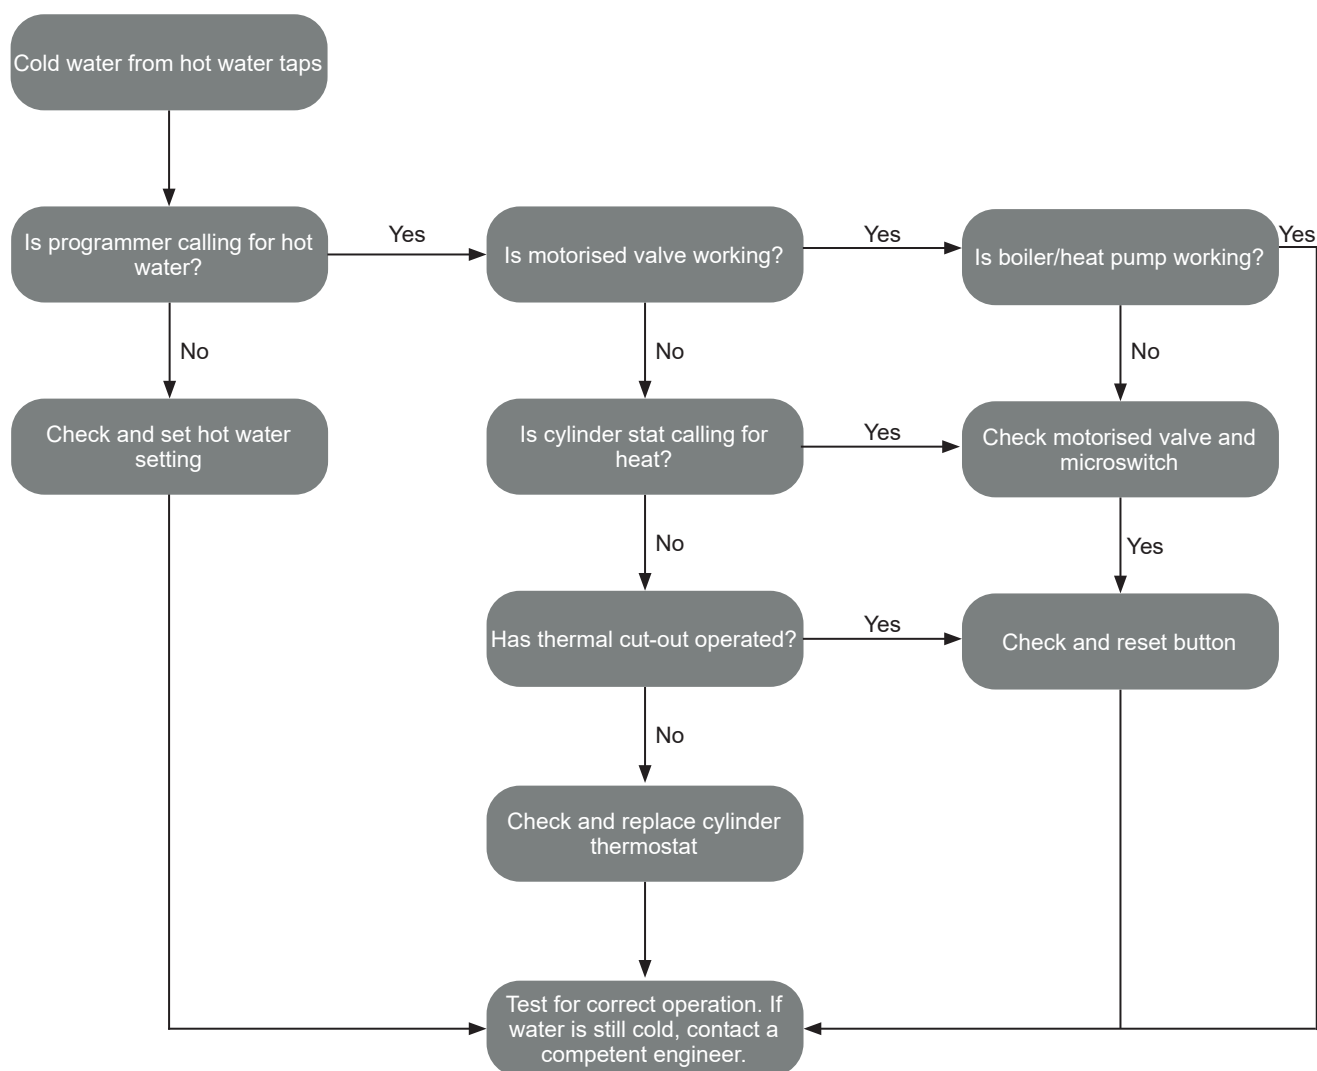 Cold water from hot water taps
Is programmer calling for hot
water?
Yes
Is motorised valve working?
Yes
Is boiler/heat pump working?
Yes
No
No
No
Check and set hot water
setting
Is cylinder stat calling for
heat?
Yes
Check motorised valve and
microswitch
No
Yes
Has thermal cut-out operated?
Yes
Check and reset button
No
Check and replace cylinder
thermostat
Test for correct operation. If
water is still cold, contact a
competent engineer.